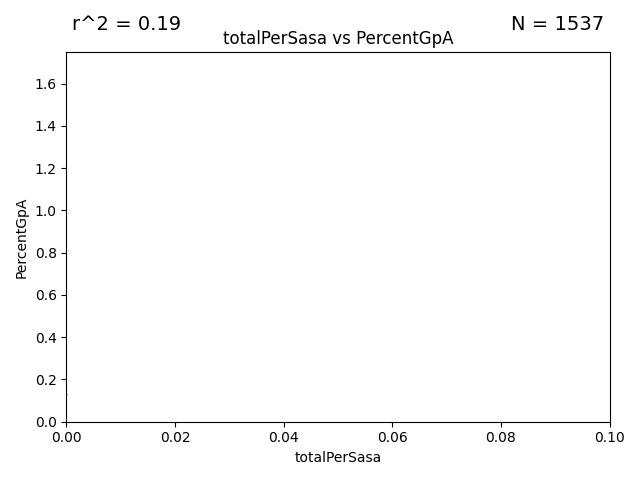 r^2 = 0.19
N = 1537
totalPerSasa vs PercentGpA
PercentGpA
1.6
1.4
1.2
1.0
0.8
0.6
0.4
0.2
0.0
0.00 0.02 0.04 0.06 0.08 0.10
totalPerSasa